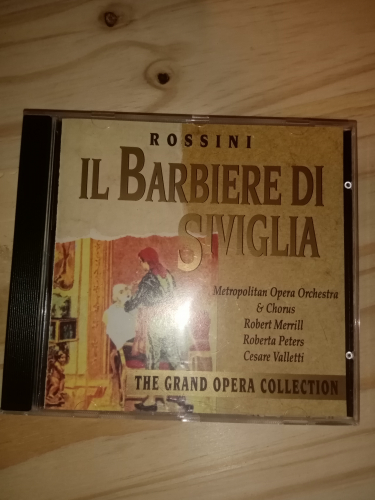 ROSSINI
IL BARBIERE DI
SIVIGLIA
Metropolitan Opera Orchestra
& Chorus
Robert Merrill
Roberta Peters
Cesare Valletti
THE GRAND OPERA COLLECTION